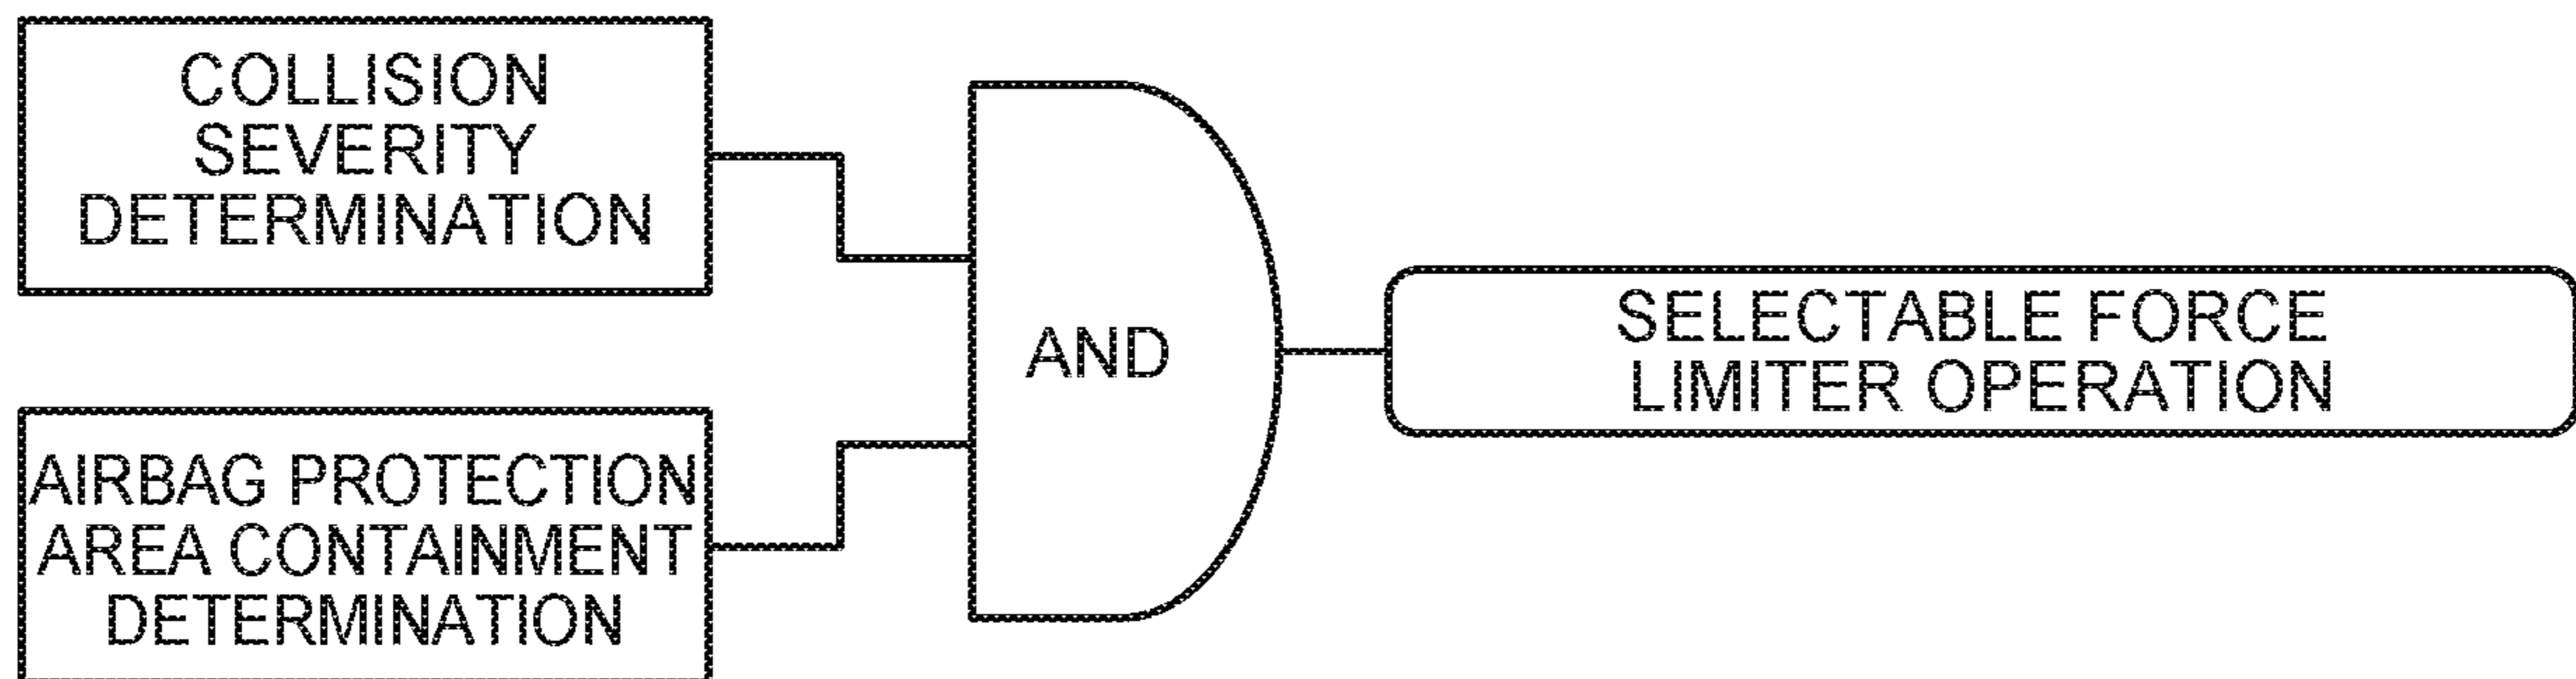 COLLISION
SEVERITY
DETERMINATION
AIRBAG PROTECTION
AREA CONTAINMENT
DETERMINATION
AND
SELECTABLE FORCE
LIMITER OPERATION